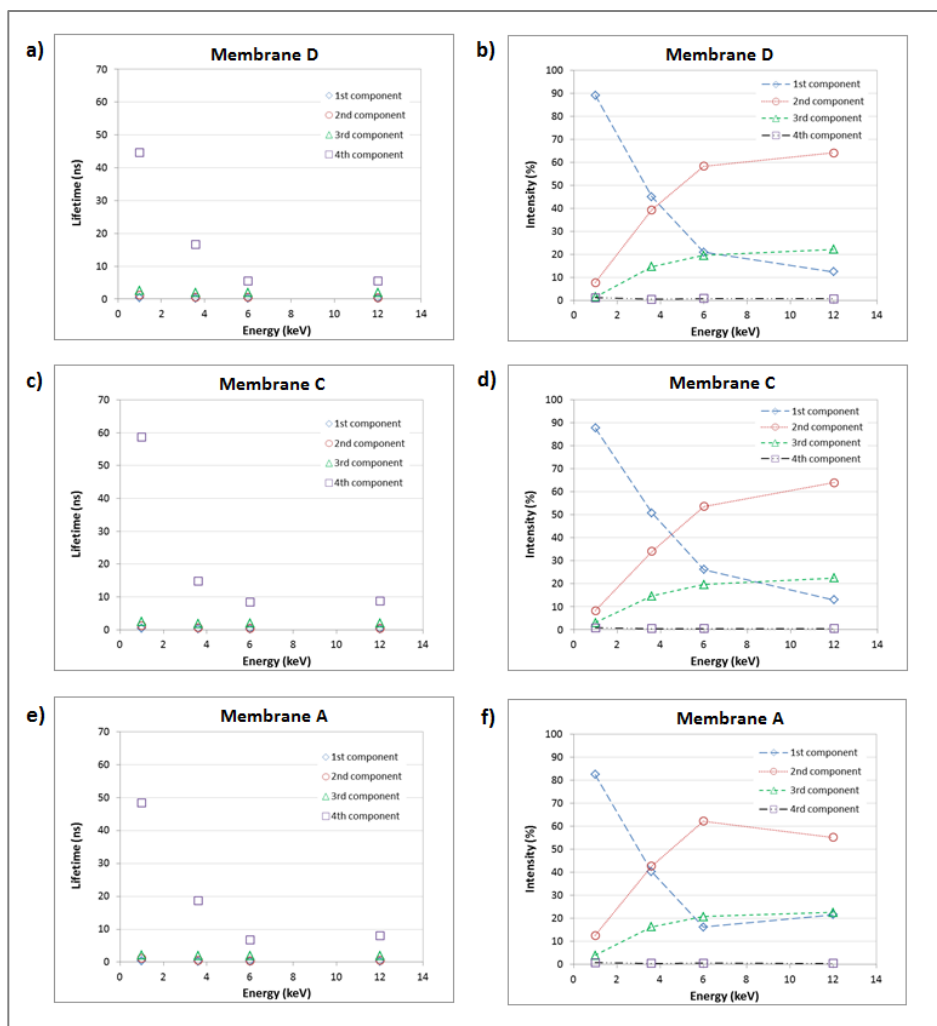 a)
Membrane D
70
60
50
40
30
20
10
0
Lifetime (ns)
1st component
2nd component
3rd component
4th component
0 2 4 6 8 10 12 14
Energy (keV)
b)
Membrane D
100
90
80
70
60
50
40
30
20
10
0
Intensity (%)
1st component
2nd component
3rd component
4th component
0 2 4 6 8 10 12 14
Energy (keV)
c)
Membrane C
70
60
50
40
30
20
10
0
Lifetime (ns)
1st component
2nd component
3rd component
4th component
0 2 4 6 8 10 12 14
Energy (keV)
d)
Membrane C
100
90
80
70
60
50
40
30
20
10
0
Intensity (%)
1st component
2nd component
3rd component
4th component
0 2 4 6 8 10 12 14
Energy (keV)
e)
Membrane A
70
60
50
40
30
20
10
0
Lifetime (ns)
1st component
2nd component
3rd component
4th component
0 2 4 6 8 10 12 14
Energy (keV)
f)
Membrane A
100
90
80
70
60
50
40
30
20
10
0
Intensity (%)
1st component
2nd component
3rd component
4rd component
0 2 4 6 8 10 12 14
Energy (keV)